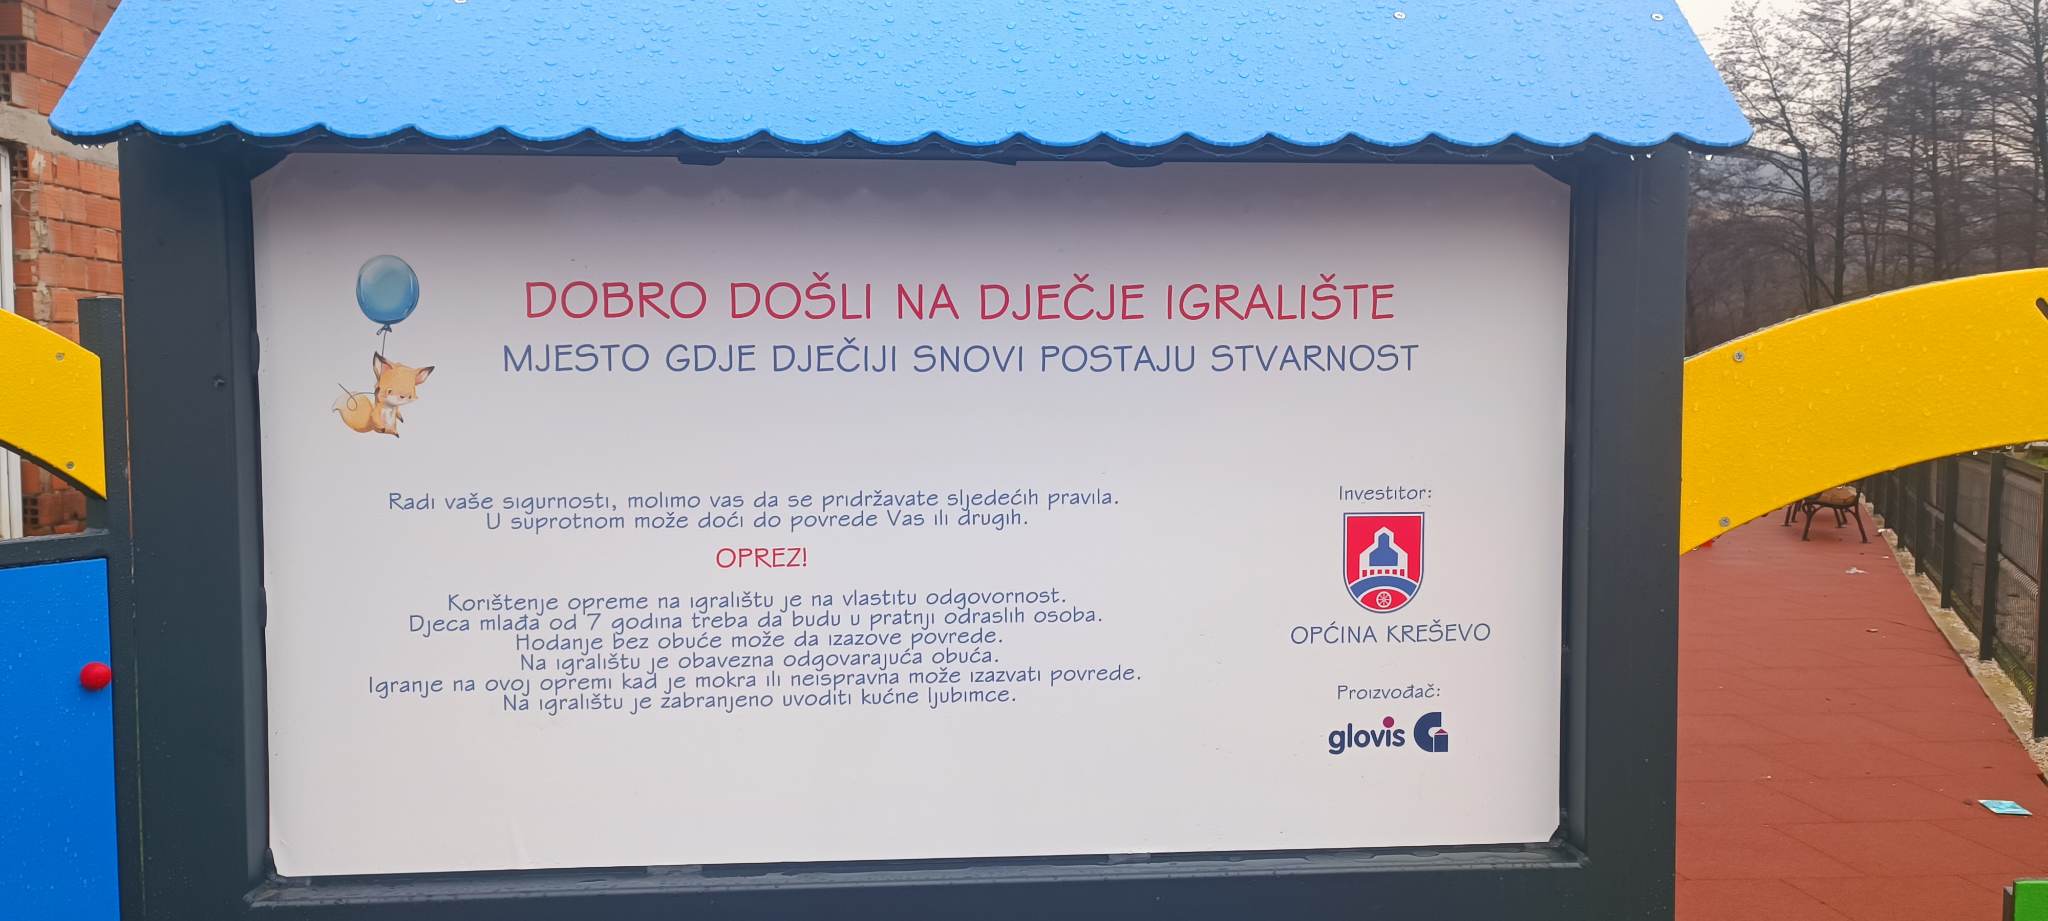 DOBRO DOŠLI NA DJEČJE IGRALIŠTE
MJESTO GDJE DJEČIJI SNOVI POSTAJU STVARNOST
Radi vaše sigurnosti, molimo vas da se pridržavate sljedećih pravila.
U suprotnom može doći do povrede Vas ili drugih.
OPREZ!
Korištenje opreme na igralištu je na vlastitu odgovornost.
Djeca mlađa od 7 godina treba da budu u pratnji odraslih osoba.
Hodanje bez obuće može da izazove povrede.
Na igralištu je obavezna odgovarajuća obuća.
Igranje na ovoj opremi kad je mokra ili neispravna može izazvati povrede.
Na igralištu je zabranjeno uvoditi kućne ljubimce.
Investitor:
OPĆINA KREŠEVO
Proizvođač:
glovis